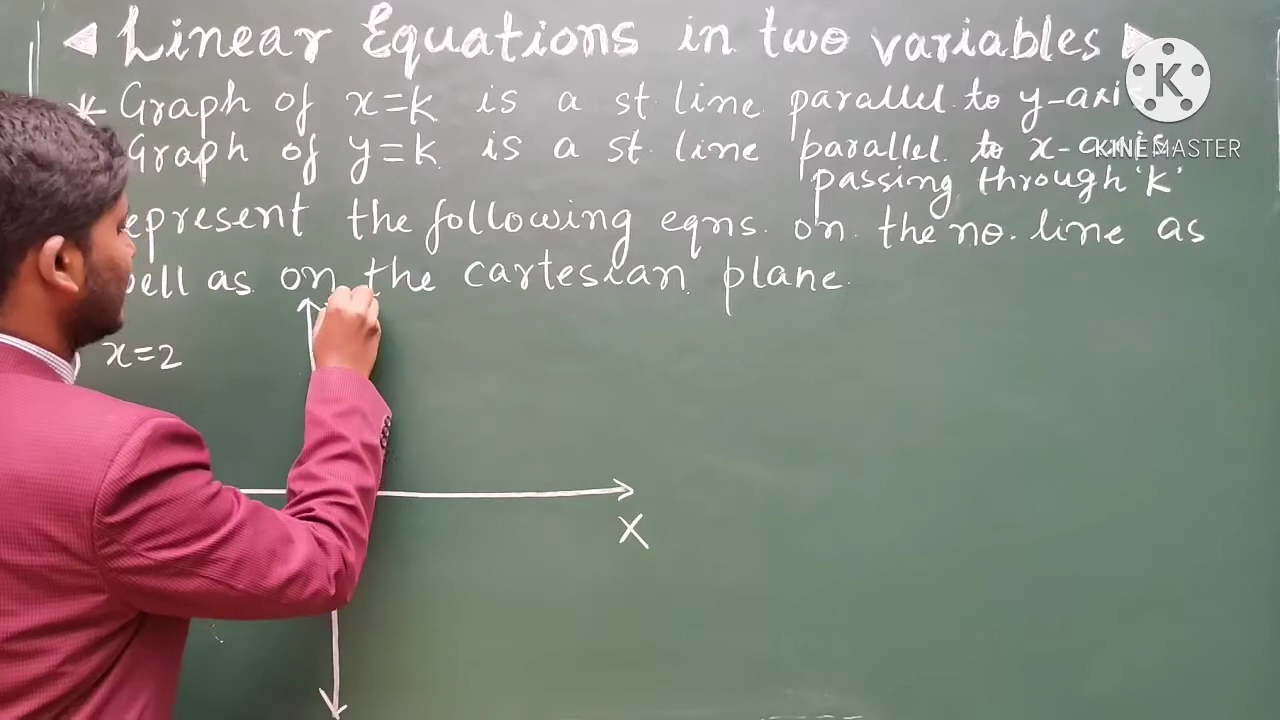 Linear Equations in two variables
* Graph of x=k is a st. line parallel to y-axis
Graph of y=k is a st. line parallel to x-axis
passing through 'k'
epresent the following eqns. on the no. line as
ell as on the cartesian plane.
) x=2
X
K
KINEMASTER